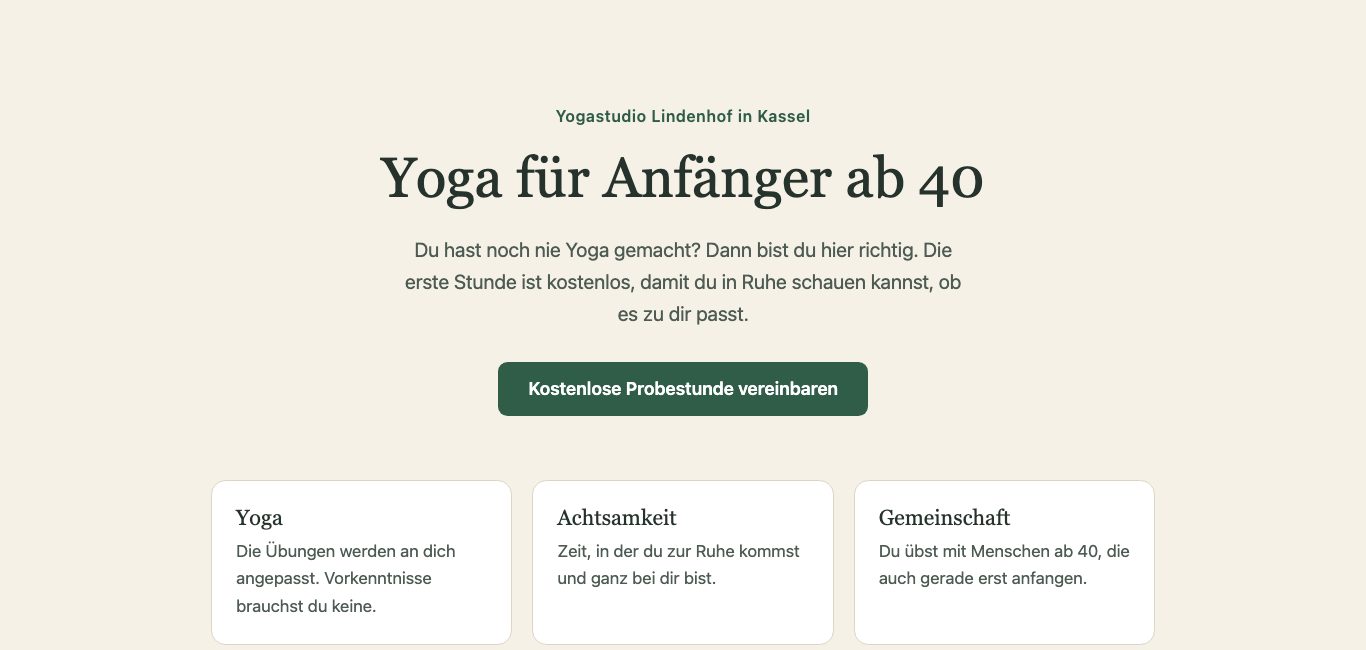 Yogastudio Lindenhof in Kassel
Yoga für Anfänger ab 40
Du hast noch nie Yoga gemacht? Dann bist du hier richtig. Die
erste Stunde ist kostenlos, damit du in Ruhe schauen kannst, ob
es zu dir passt.
Kostenlose Probestunde vereinbaren
Yoga
Die Übungen werden an dich
angepasst. Vorkenntnisse
brauchst du keine.
Achtsamkeit
Zeit, in der du zur Ruhe kommst
und ganz bei dir bist.
Gemeinschaft
Du übst mit Menschen ab 40, die
auch gerade erst anfangen.